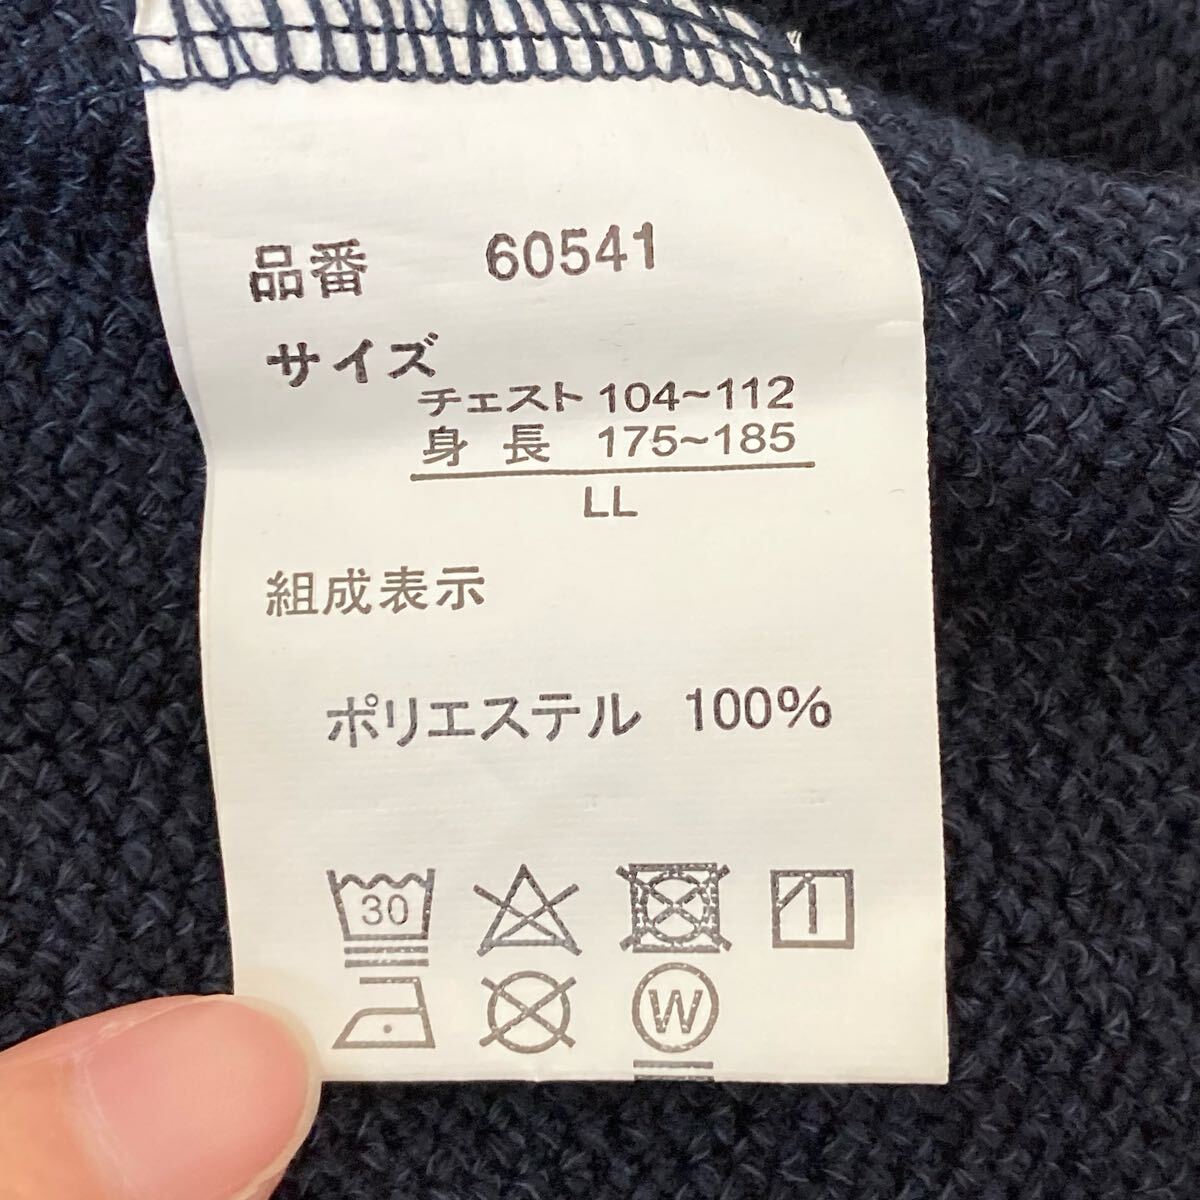 品番 60541
サイズ
チェスト 104~112
身長 175~185
LL
組成表示
ポリエステル 100%
30
W